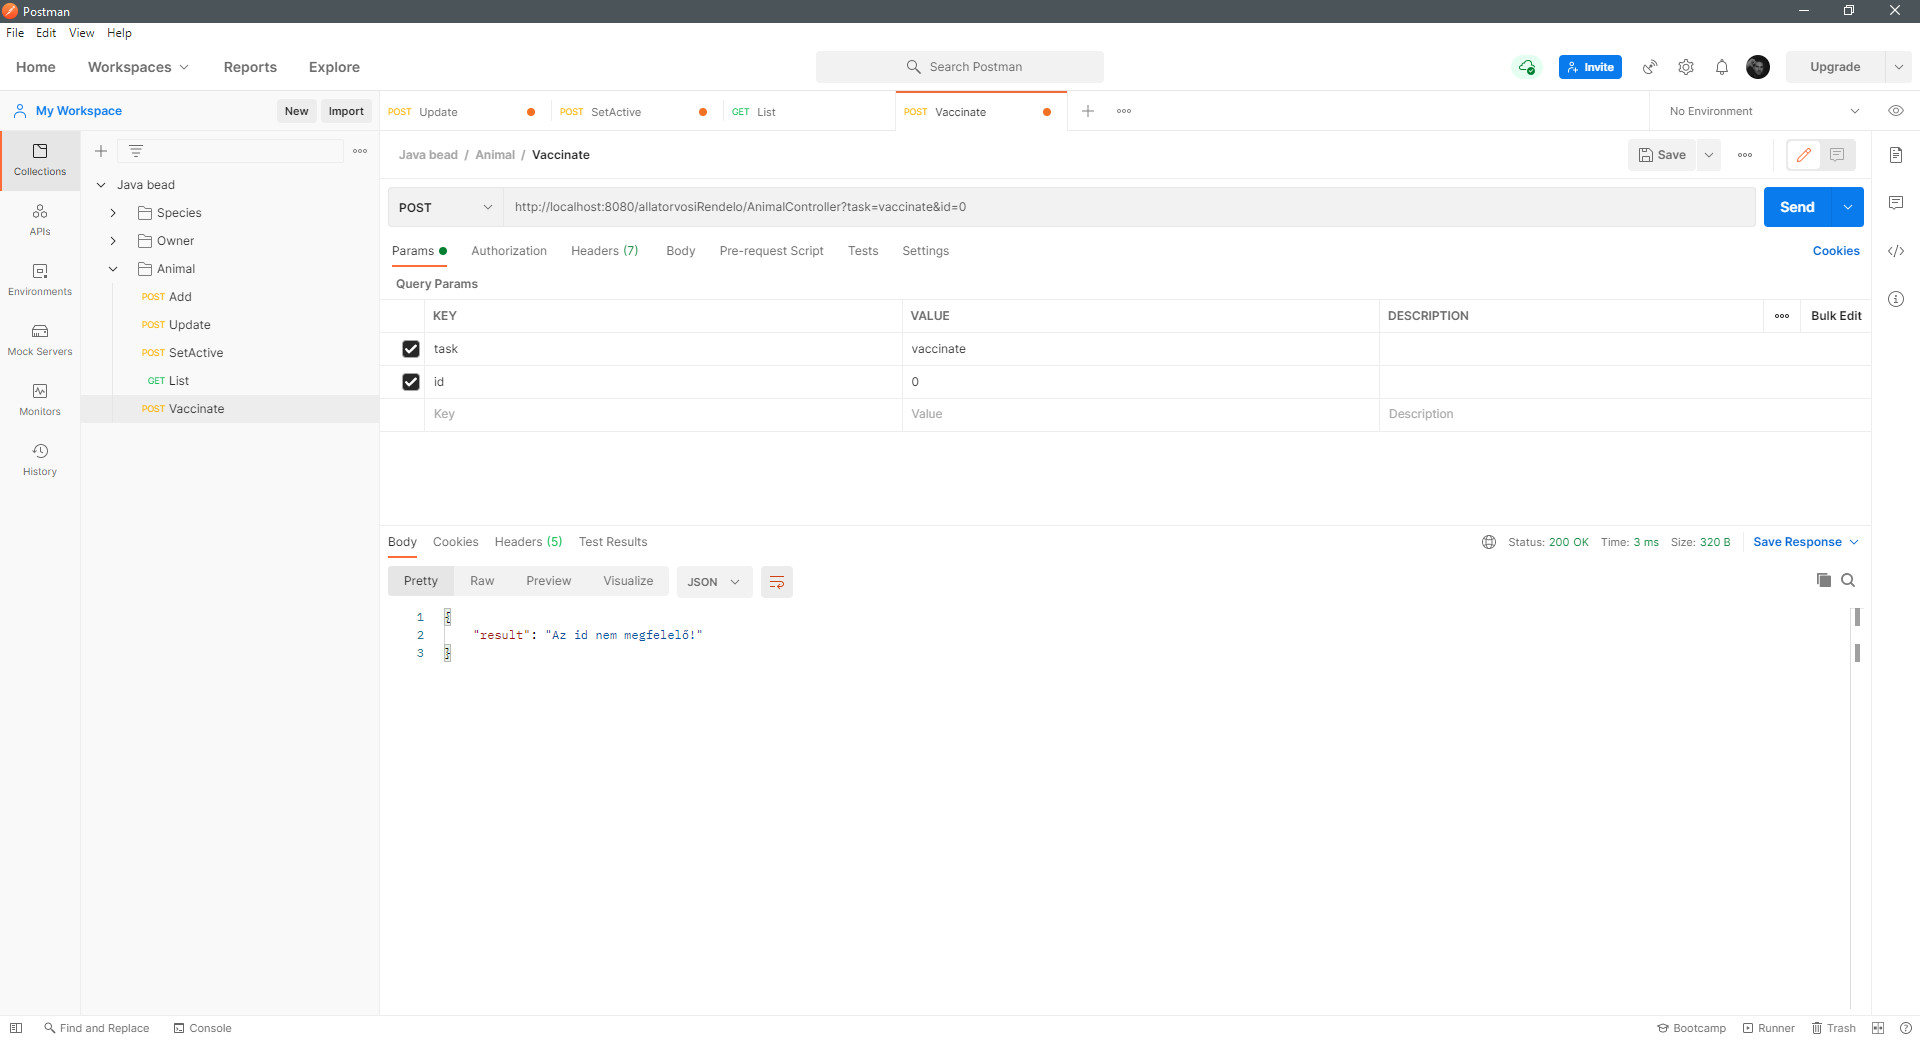 Postman
File Edit View Help
Home Workspaces Reports Explore Search Postman Invite Upgrade
My Workspace New Import POST Update POST SetActive GET List POST Vaccinate No Environment
Collections
APIs
Environments
Mock Servers
Monitors
History
Java bead
Species
Owner
Animal
POST Add
POST Update
POST SetActive
GET List
POST Vaccinate
Java bead / Animal / Vaccinate Save
POST http://localhost:8080/allatorvosiRendelo/AnimalController?task=vaccinate&id=0 Send
Params Authorization Headers (7) Body Pre-request Script Tests Settings Cookies
Query Params
KEY VALUE DESCRIPTION Bulk Edit
task vaccinate
id 0
Key Value Description
Body Cookies Headers (5) Test Results Status: 200 OK Time: 3 ms Size: 320 B Save Response
Pretty Raw Preview Visualize JSON
1 {
2 "result": "Az id nem megfelelő!"
3 }
Find and Replace Console Bootcamp Runner Trash